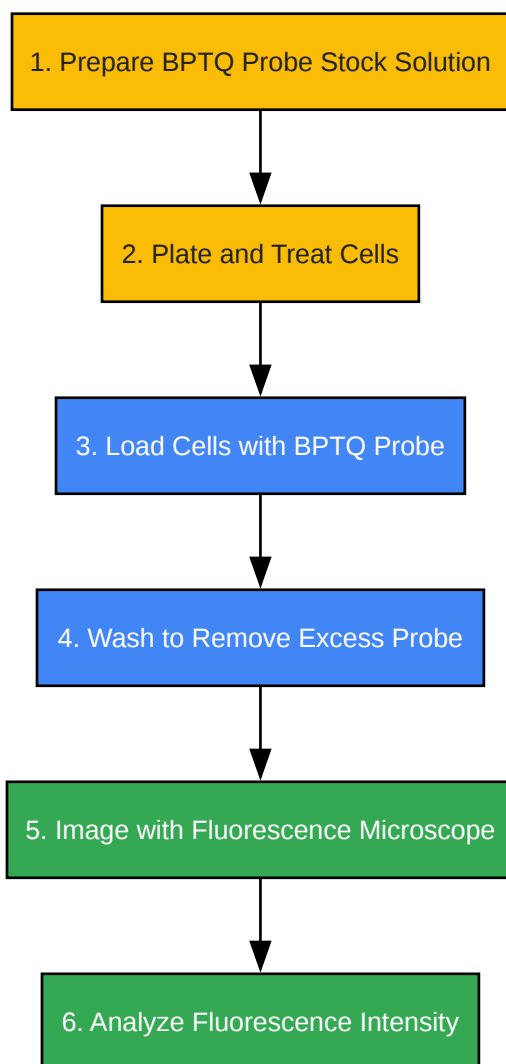 1. Prepare BPTQ Probe Stock Solution
2. Plate and Treat Cells
3. Load Cells with BPTQ Probe
4. Wash to Remove Excess Probe
5. Image with Fluorescence Microscope
6. Analyze Fluorescence Intensity